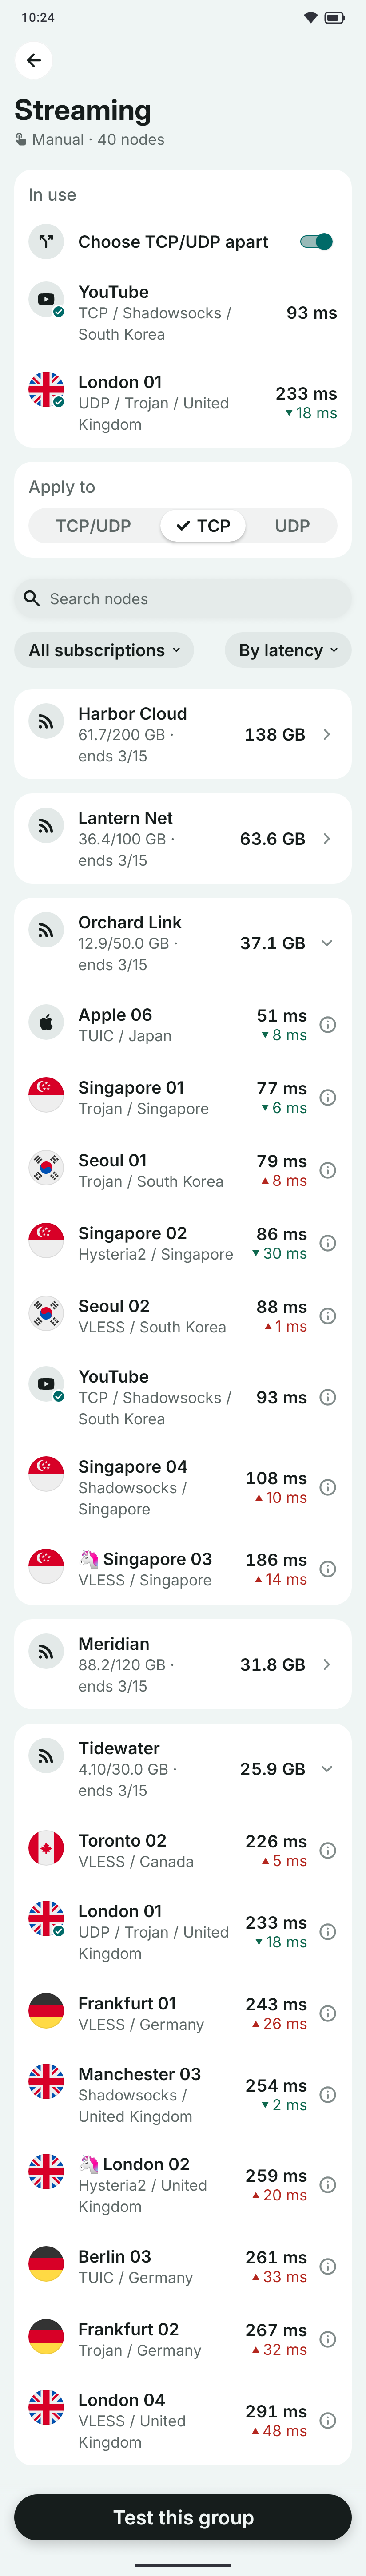 10:24
Streaming
Manual · 40 nodes
In use
Choose TCP/UDP apart
YouTube
TCP / Shadowsocks /
South Korea
93 ms
London 01
UDP / Trojan / United
Kingdom
233 ms
▼18 ms
Apply to
TCP/UDP
TCP
UDP
Search nodes
All subscriptions
By latency
Harbor Cloud
61.7/200 GB ·
ends 3/15
138 GB
Lantern Net
36.4/100 GB ·
ends 3/15
63.6 GB
Orchard Link
12.9/50.0 GB ·
ends 3/15
37.1 GB
Apple 06
TUIC / Japan
51 ms
▼8 ms
Singapore 01
Trojan / Singapore
77 ms
▼6 ms
Seoul 01
Trojan / South Korea
79 ms
▲8 ms
Singapore 02
Hysteria2 / Singapore
86 ms
▼30 ms
Seoul 02
VLESS / South Korea
88 ms
▲1 ms
YouTube
TCP / Shadowsocks /
South Korea
93 ms
Singapore 04
Shadowsocks /
Singapore
108 ms
▲10 ms
🦄 Singapore 03
VLESS / Singapore
186 ms
▲14 ms
Meridian
88.2/120 GB ·
ends 3/15
31.8 GB
Tidewater
4.10/30.0 GB ·
ends 3/15
25.9 GB
Toronto 02
VLESS / Canada
226 ms
▲5 ms
London 01
UDP / Trojan / United
Kingdom
233 ms
▼18 ms
Frankfurt 01
VLESS / Germany
243 ms
▲26 ms
Manchester 03
Shadowsocks /
United Kingdom
254 ms
▼2 ms
🦄 London 02
Hysteria2 / United
Kingdom
259 ms
▲20 ms
Berlin 03
TUIC / Germany
261 ms
▲33 ms
Frankfurt 02
Trojan / Germany
267 ms
▲32 ms
London 04
VLESS / United
Kingdom
291 ms
▲48 ms
Test this group